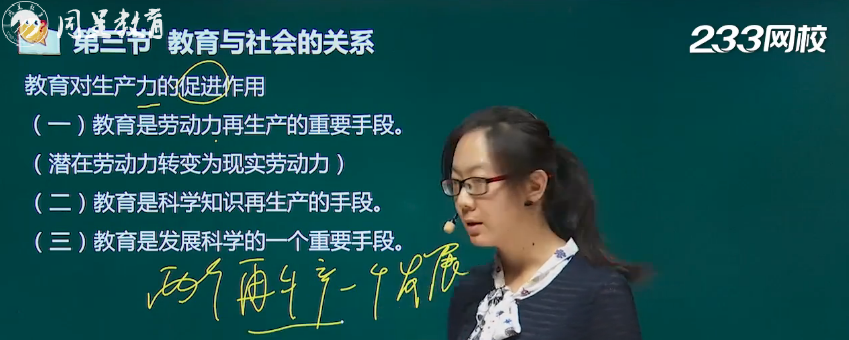 同星教育
第三节 教育与社会的关系
233网校
教育对生产力的促进作用
（一）教育是劳动力再生产的重要手段。
（潜在劳动力转变为现实劳动力）
（二）教育是科学知识再生产的手段。
（三）教育是发展科学的一个重要手段。
两个再生产一个发展